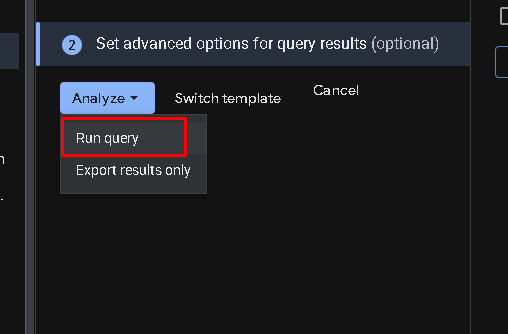 2 Set advanced options for query results (optional)
Analyze Switch template Cancel
Run query
Export results only